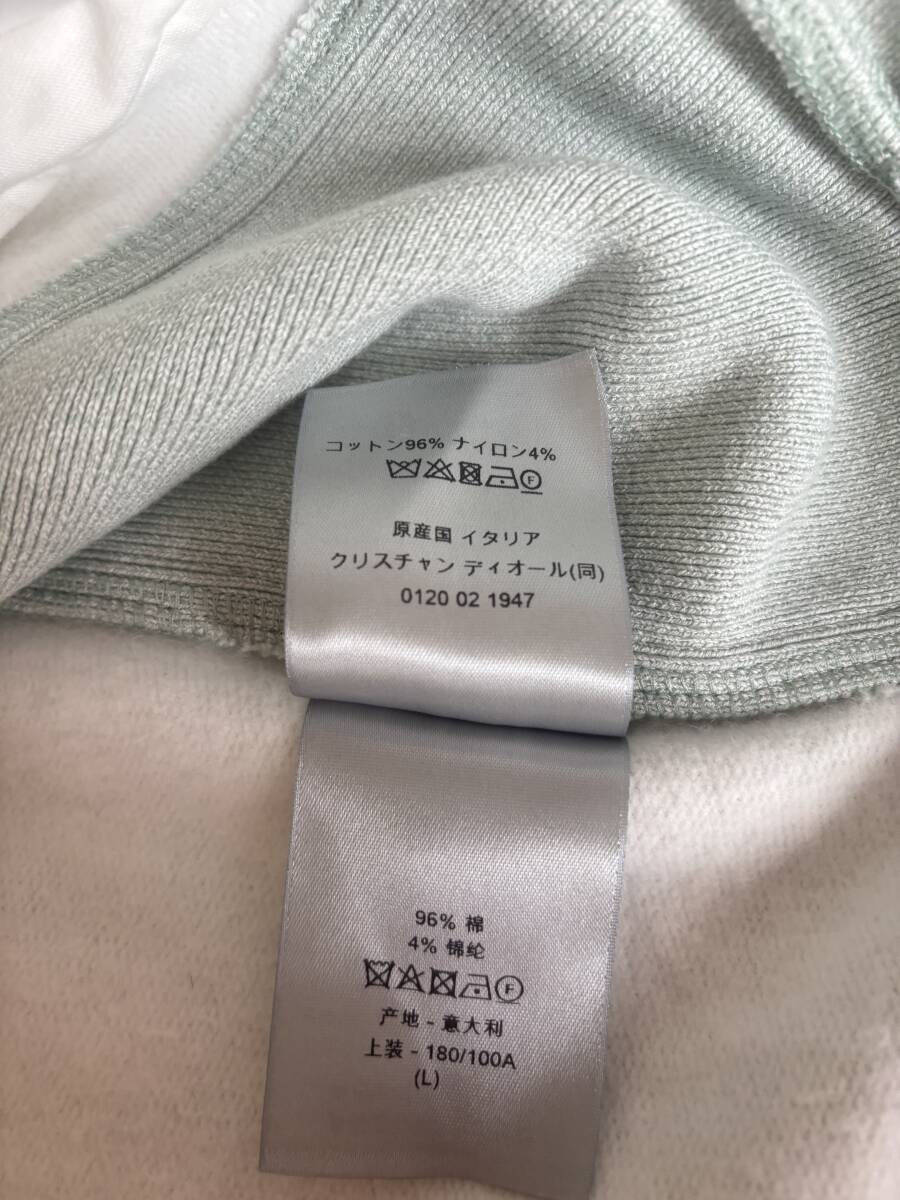 コットン96% ナイロン4%
F
原産国 イタリア
クリスチャン ディオール(同)
0120 02 1947
96% 棉
4% 锦纶
F
产地 - 意大利
上装 - 180/100A
(L)